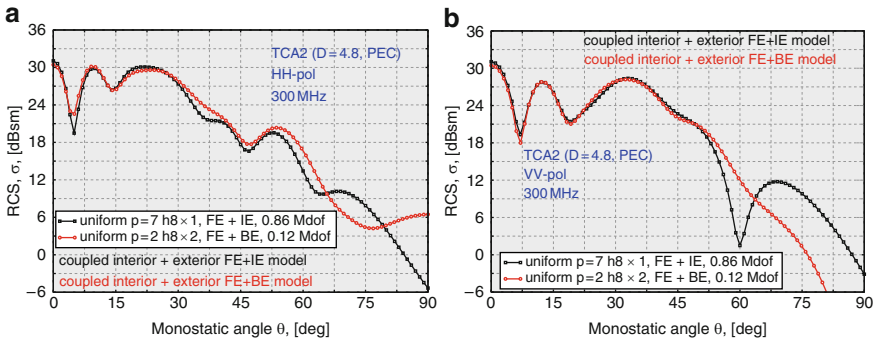 a
36
30
24
18
12
6
0
−6
RCS, σ, [dBsm]
TCA2 (D = 4.8, PEC)
HH-pol
300 MHz
uniform p = 7 h8 × 1, FE + IE, 0.86 Mdof
uniform p = 2 h8 × 2, FE + BE, 0.12 Mdof
coupled interior + exterior FE+IE model
coupled interior + exterior FE+BE model
0 15 30 45 60 75 90
Monostatic angle θ, [deg]
b
36
30
24
18
12
6
0
−6
RCS, σ, [dBsm]
coupled interior + exterior FE+IE model
coupled interior + exterior FE+BE model
TCA2 (D = 4.8, PEC)
VV-pol
300 MHz
uniform p = 7 h8 × 1, FE + IE, 0.86 Mdof
uniform p = 2 h8 × 2, FE + BE, 0.12 Mdof
0 15 30 45 60 75 90
Monostatic angle θ, [deg]